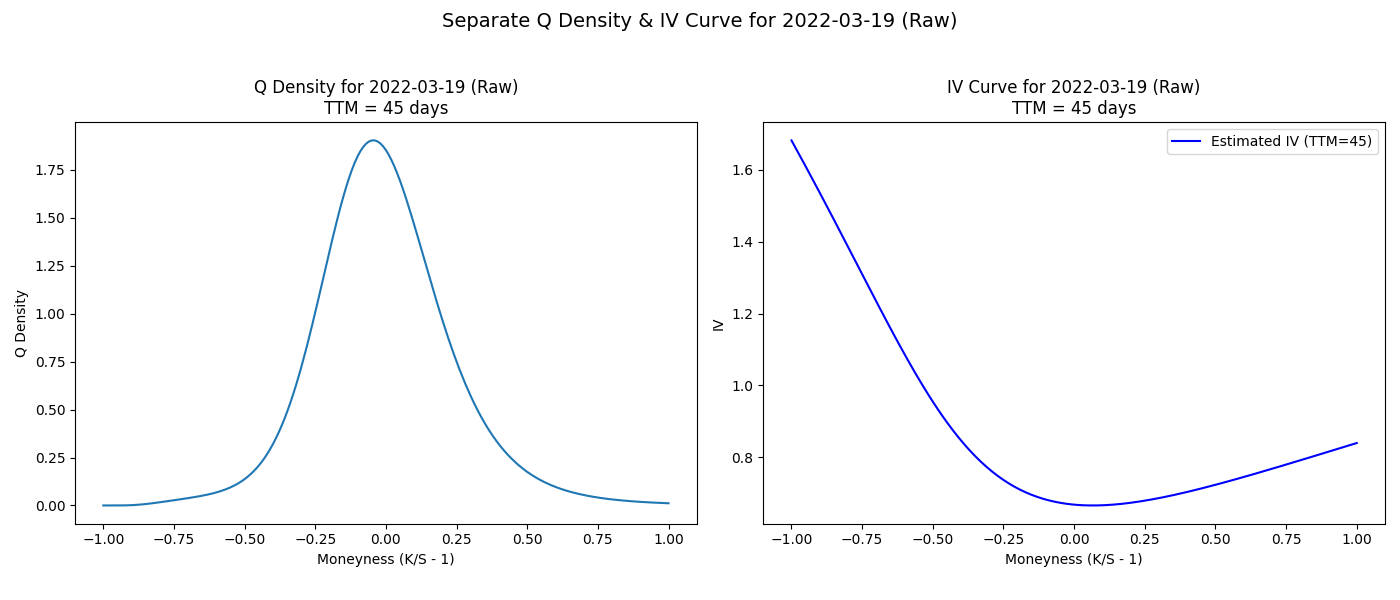 Separate Q Density & IV Curve for 2022-03-19 (Raw)
Q Density for 2022-03-19 (Raw)
TTM = 45 days
Q Density
1.75
1.50
1.25
1.00
0.75
0.50
0.25
0.00
−1.00 −0.75 −0.50 −0.25 0.00 0.25 0.50 0.75 1.00
Moneyness (K/S - 1)
IV Curve for 2022-03-19 (Raw)
TTM = 45 days
Estimated IV (TTM=45)
IV
1.6
1.4
1.2
1.0
0.8
−1.00 −0.75 −0.50 −0.25 0.00 0.25 0.50 0.75 1.00
Moneyness (K/S - 1)